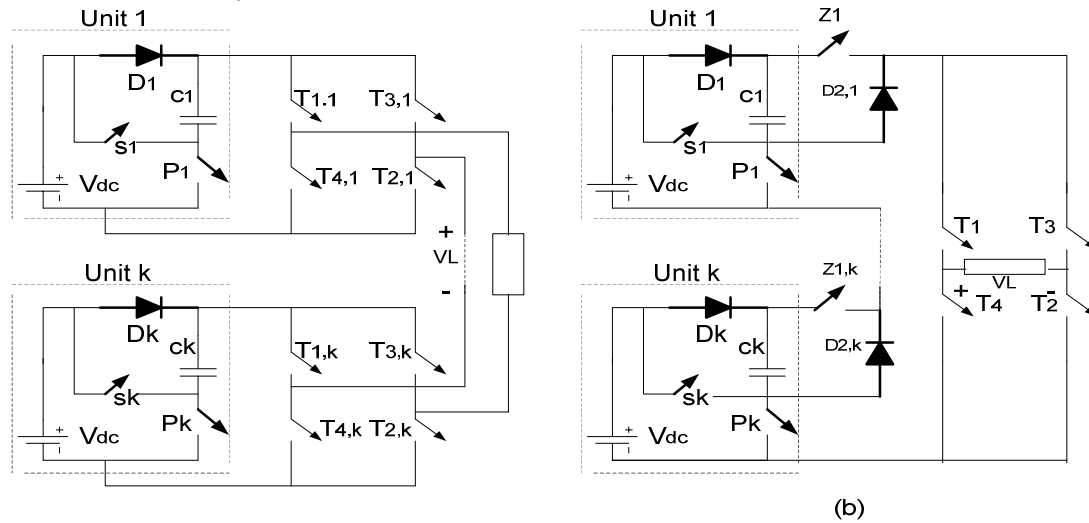 Unit 1
D1
c1
s1
P1
Vdc
+
-
T1.1
T3,1
T4,1
T2,1
+
VL
-
Unit k
Dk
ck
sk
Pk
Vdc
+
-
T1,k
T3,k
T4,k
T2,k
Unit 1
Z1
D1
c1
D2,1
s1
P1
Vdc
+
-
T1
T3
VL
+
-
T4
T2
Unit k
Z1,k
Dk
ck
D2,k
sk
Pk
Vdc
+
-
(b)